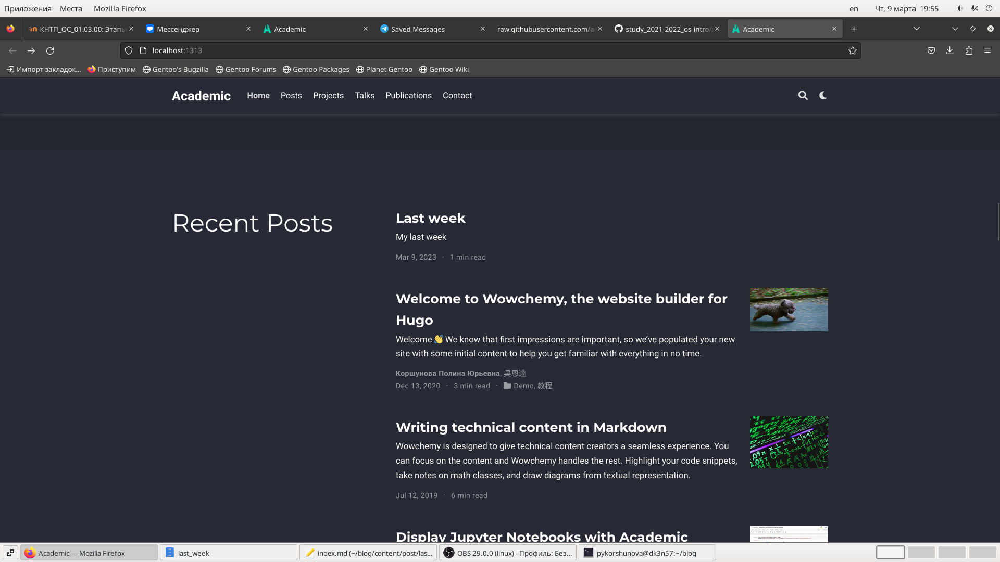 Приложения Места Mozilla Firefox en Чт, 9 марта 19:55
КНТП_ОС_01.03.00: Этапы Мессенджер Academic Saved Messages raw.githubusercontent.com/ac study_2021-2022_os-intro/ Academic
localhost:1313
Импорт закладок... Приступим Gentoo's Bugzilla Gentoo Forums Gentoo Packages Planet Gentoo Gentoo Wiki
Academic Home Posts Projects Talks Publications Contact
Recent Posts
Last week
My last week
Mar 9, 2023 · 1 min read
Welcome to Wowchemy, the website builder for
Hugo
Welcome 👋 We know that first impressions are important, so we’ve populated your new
site with some initial content to help you get familiar with everything in no time.
Коршунова Полина Юрьевна, 吳恩達
Dec 13, 2020 · 3 min read · Demo, 教程
Writing technical content in Markdown
Wowchemy is designed to give technical content creators a seamless experience. You
can focus on the content and Wowchemy handles the rest. Highlight your code snippets,
take notes on math classes, and draw diagrams from textual representation.
Jul 12, 2019 · 6 min read
Display Jupyter Notebooks with Academic
Academic — Mozilla Firefox last_week index.md (~/blog/content/post/las... OBS 29.0.0 (linux) - Профиль: Без... pykorshunova@dk3n57:~/blog